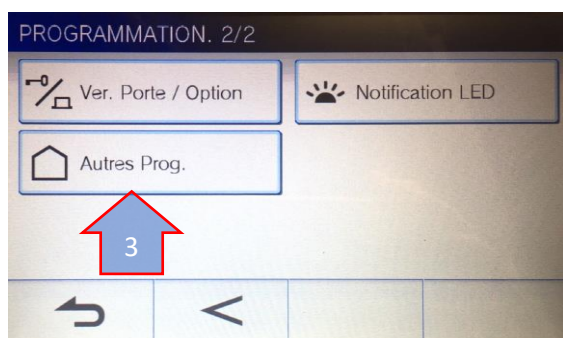 PROGRAMMATION. 2/2
Ver. Porte / Option
Notification LED
Autres Prog.
3